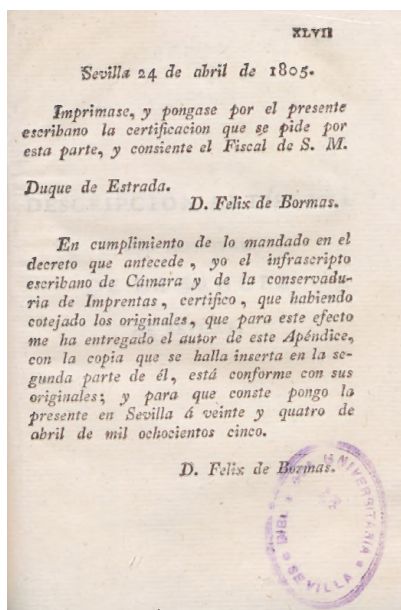 XLVII
Sevilla 24 de abril de 1805.
Imprimase, y pongase por el presente
escribano la certificacion que se pide por
esta parte, y consiente el Fiscal de S. M.
Duque de Estrada.
D. Felix de Bormas.
En cumplimiento de lo mandado en el
decreto que antecede, yo el infrascripto
escribano de Cámara y de la conservadu-
ria de Imprentas, certifico, que habiendo
cotejado los originales, que para este efecto
me ha entregado el autor de este Apéndice,
con la copia que se halla inserta en la se-
gunda parte de él, está conforme con sus
originales; y para que conste pongo la
presente en Sevilla á veinte y quatro de
abril de mil ochocientos cinco.
D. Felix de Bormas.
BIBL UNIVERSITARIA
SEVILLA